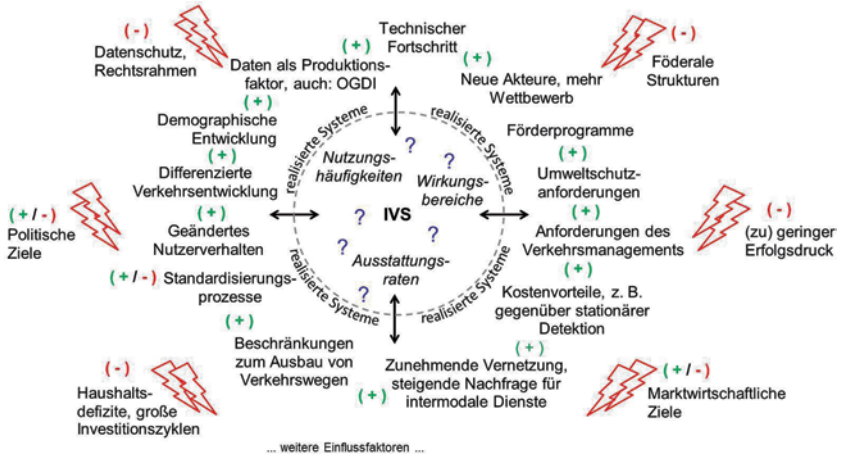 (-)
Datenschutz,
Rechtsrahmen
(+)
Technischer
Fortschritt
(+)
(-)
Föderale
Strukturen
Daten als Produktions-
faktor, auch: OGDI
Neue Akteure, mehr
Wettbewerb
(+)
Demographische
Entwicklung
realisierte Systeme
realisierte Systeme
Förderprogramme
(+)
Differenzierte
Verkehrsentwicklung
Nutzungs-
häufigkeiten
?
?
Wirkungs-
bereiche
(+)
Umweltschutz-
anforderungen
(+ / -)
Politische
Ziele
(+)
Geändertes
Nutzerverhalten
?
IVS
?
?
(+)
Anforderungen des
Verkehrsmanagements
(-)
(zu) geringer
Erfolgsdruck
(+ / -)
Standardisierungs-
prozesse
Ausstattungs-
raten
?
realisierte Systeme
realisierte Systeme
(+)
Kostenvorteile, z. B.
gegenüber stationärer
Detektion
(+)
Beschränkungen
zum Ausbau von
Verkehrswegen
(+)
Zunehmende Vernetzung,
steigende Nachfrage für
(+) intermodale Dienste
(-)
Haushalts-
defizite, große
Investitionszyklen
(+ / -)
Marktwirtschaftliche
Ziele
... weitere Einflussfaktoren ...